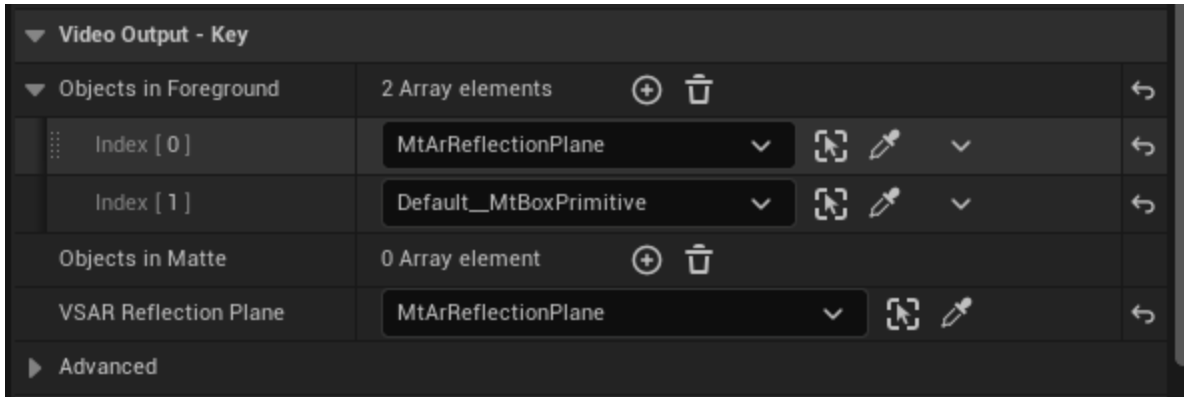 Video Output - Key
Objects in Foreground 2 Array elements
Index [ 0 ] MtArReflectionPlane
Index [ 1 ] Default__MtBoxPrimitive
Objects in Matte 0 Array element
VSAR Reflection Plane MtArReflectionPlane
Advanced